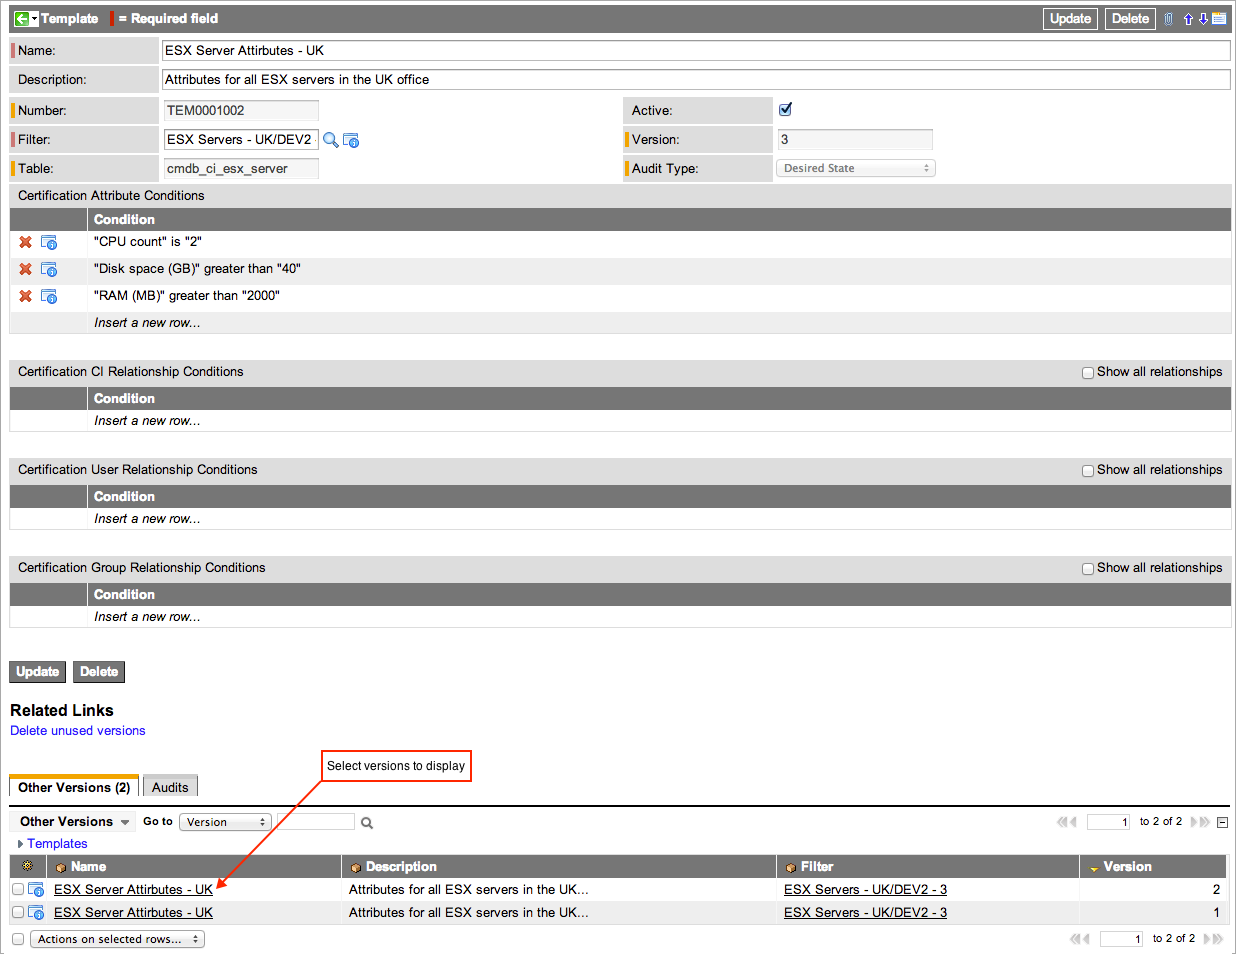 Template = Required field Update Delete
Name: ESX Server Attirbutes - UK
Description: Attributes for all ESX servers in the UK office
Number: TEM0001002 Active:
Filter: ESX Servers - UK/DEV2 Version: 3
Table: cmdb_ci_esx_server Audit Type: Desired State
Certification Attribute Conditions
Condition
"CPU count" is "2"
"Disk space (GB)" greater than "40"
"RAM (MB)" greater than "2000"
Insert a new row...
Certification CI Relationship Conditions Show all relationships
Condition
Insert a new row...
Certification User Relationship Conditions Show all relationships
Condition
Insert a new row...
Certification Group Relationship Conditions Show all relationships
Condition
Insert a new row...
Update Delete
Related Links
Delete unused versions
Select versions to display
Other Versions (2) Audits
Other Versions Go to Version 1 to 2 of 2
Templates
Name Description Filter Version
ESX Server Attirbutes - UK Attributes for all ESX servers in the UK... ESX Servers - UK/DEV2 - 3 2
ESX Server Attirbutes - UK Attributes for all ESX servers in the UK... ESX Servers - UK/DEV2 - 3 1
Actions on selected rows... 1 to 2 of 2